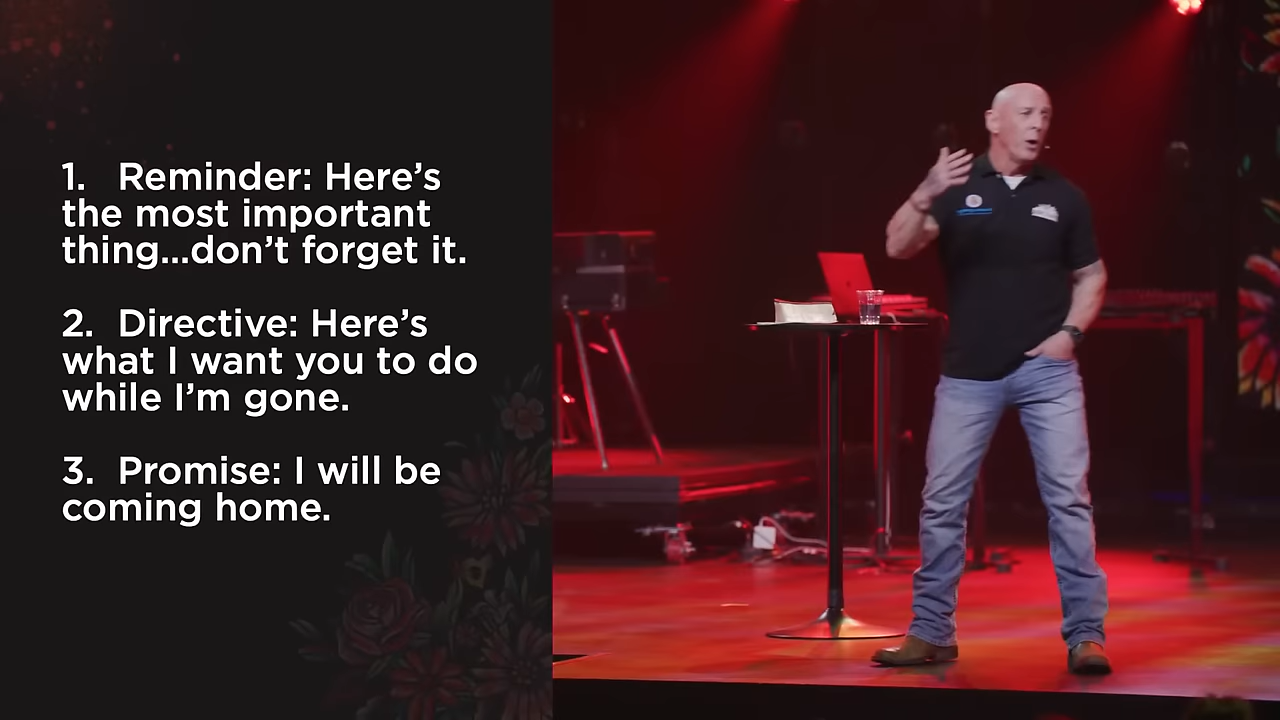 1. Reminder: Here’s
the most important
thing...don’t forget it.
2. Directive: Here’s
what I want you to do
while I’m gone.
3. Promise: I will be
coming home.